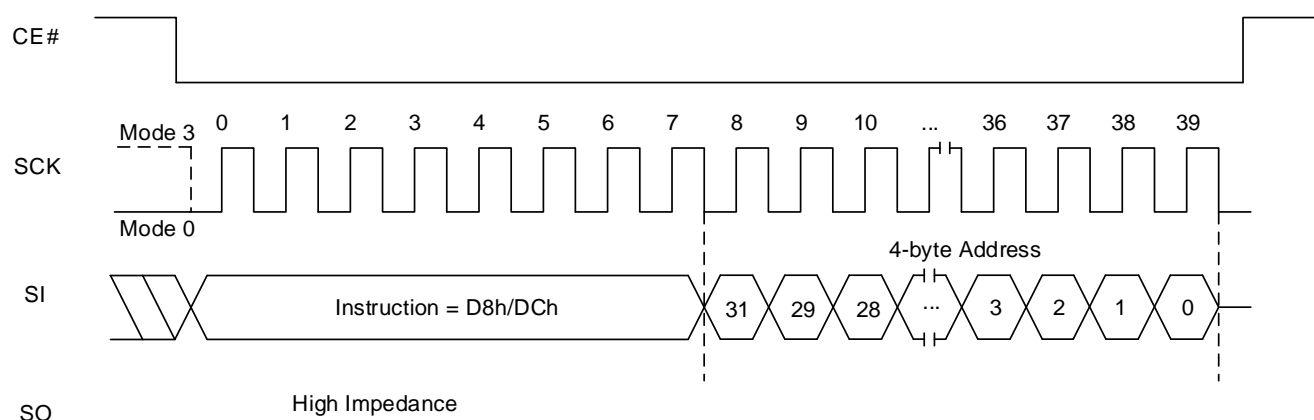 CE#
Mode 3 0 1 2 3 4 5 6 7 8 9 10 ... 36 37 38 39
SCK
Mode 0
4-byte Address
SI Instruction = D8h/DCh 31 29 28 ... 3 2 1 0
High Impedance
SO